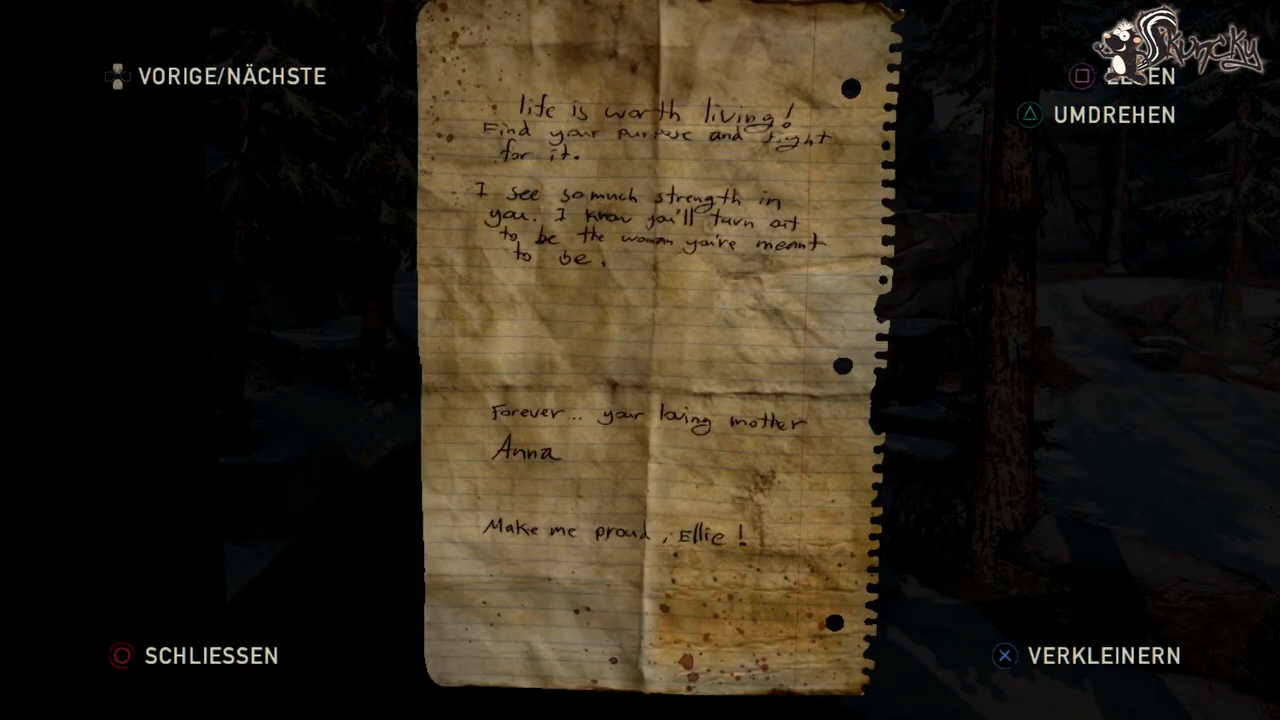 VORIGE/NÄCHSTE
Skuncky
UMDREHEN
life is worth living!
Find your purpose and fight
for it.
I see so much strength in
you. I know you'll turn out
to be the woman you're meant
to be.
Forever... your loving mother
Anna
Make me proud, Ellie!
SCHLIESSEN
VERKLEINERN